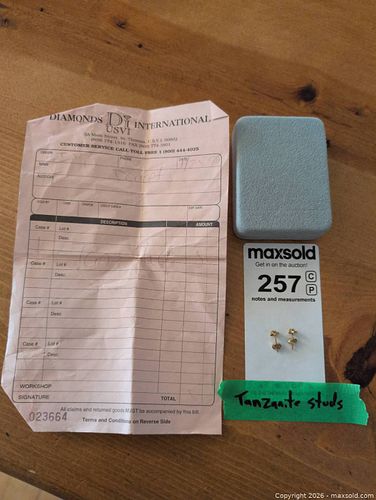 DIAMONDS DI INTERNATIONAL
USVI
CUSTOMER SERVICE CALL TOLL FREE 1 (800) 444-4025
PHONE
DATE
NAME
ADDRESS
DESCRIPTION AMOUNT
Case # Lot #
Desc.
Case # Lot #
Desc
Case # Lot #
Desc
WORKSHOP
SIGNATURE TOTAL
023664
All claims and returned goods MUST be accompanied by this bill.
Terms and Conditions on Reverse Side
maxsold
Get in on the auction!
257 C P
notes and measurements
Tanzanite studs
Copyright 2026 - maxsold.com